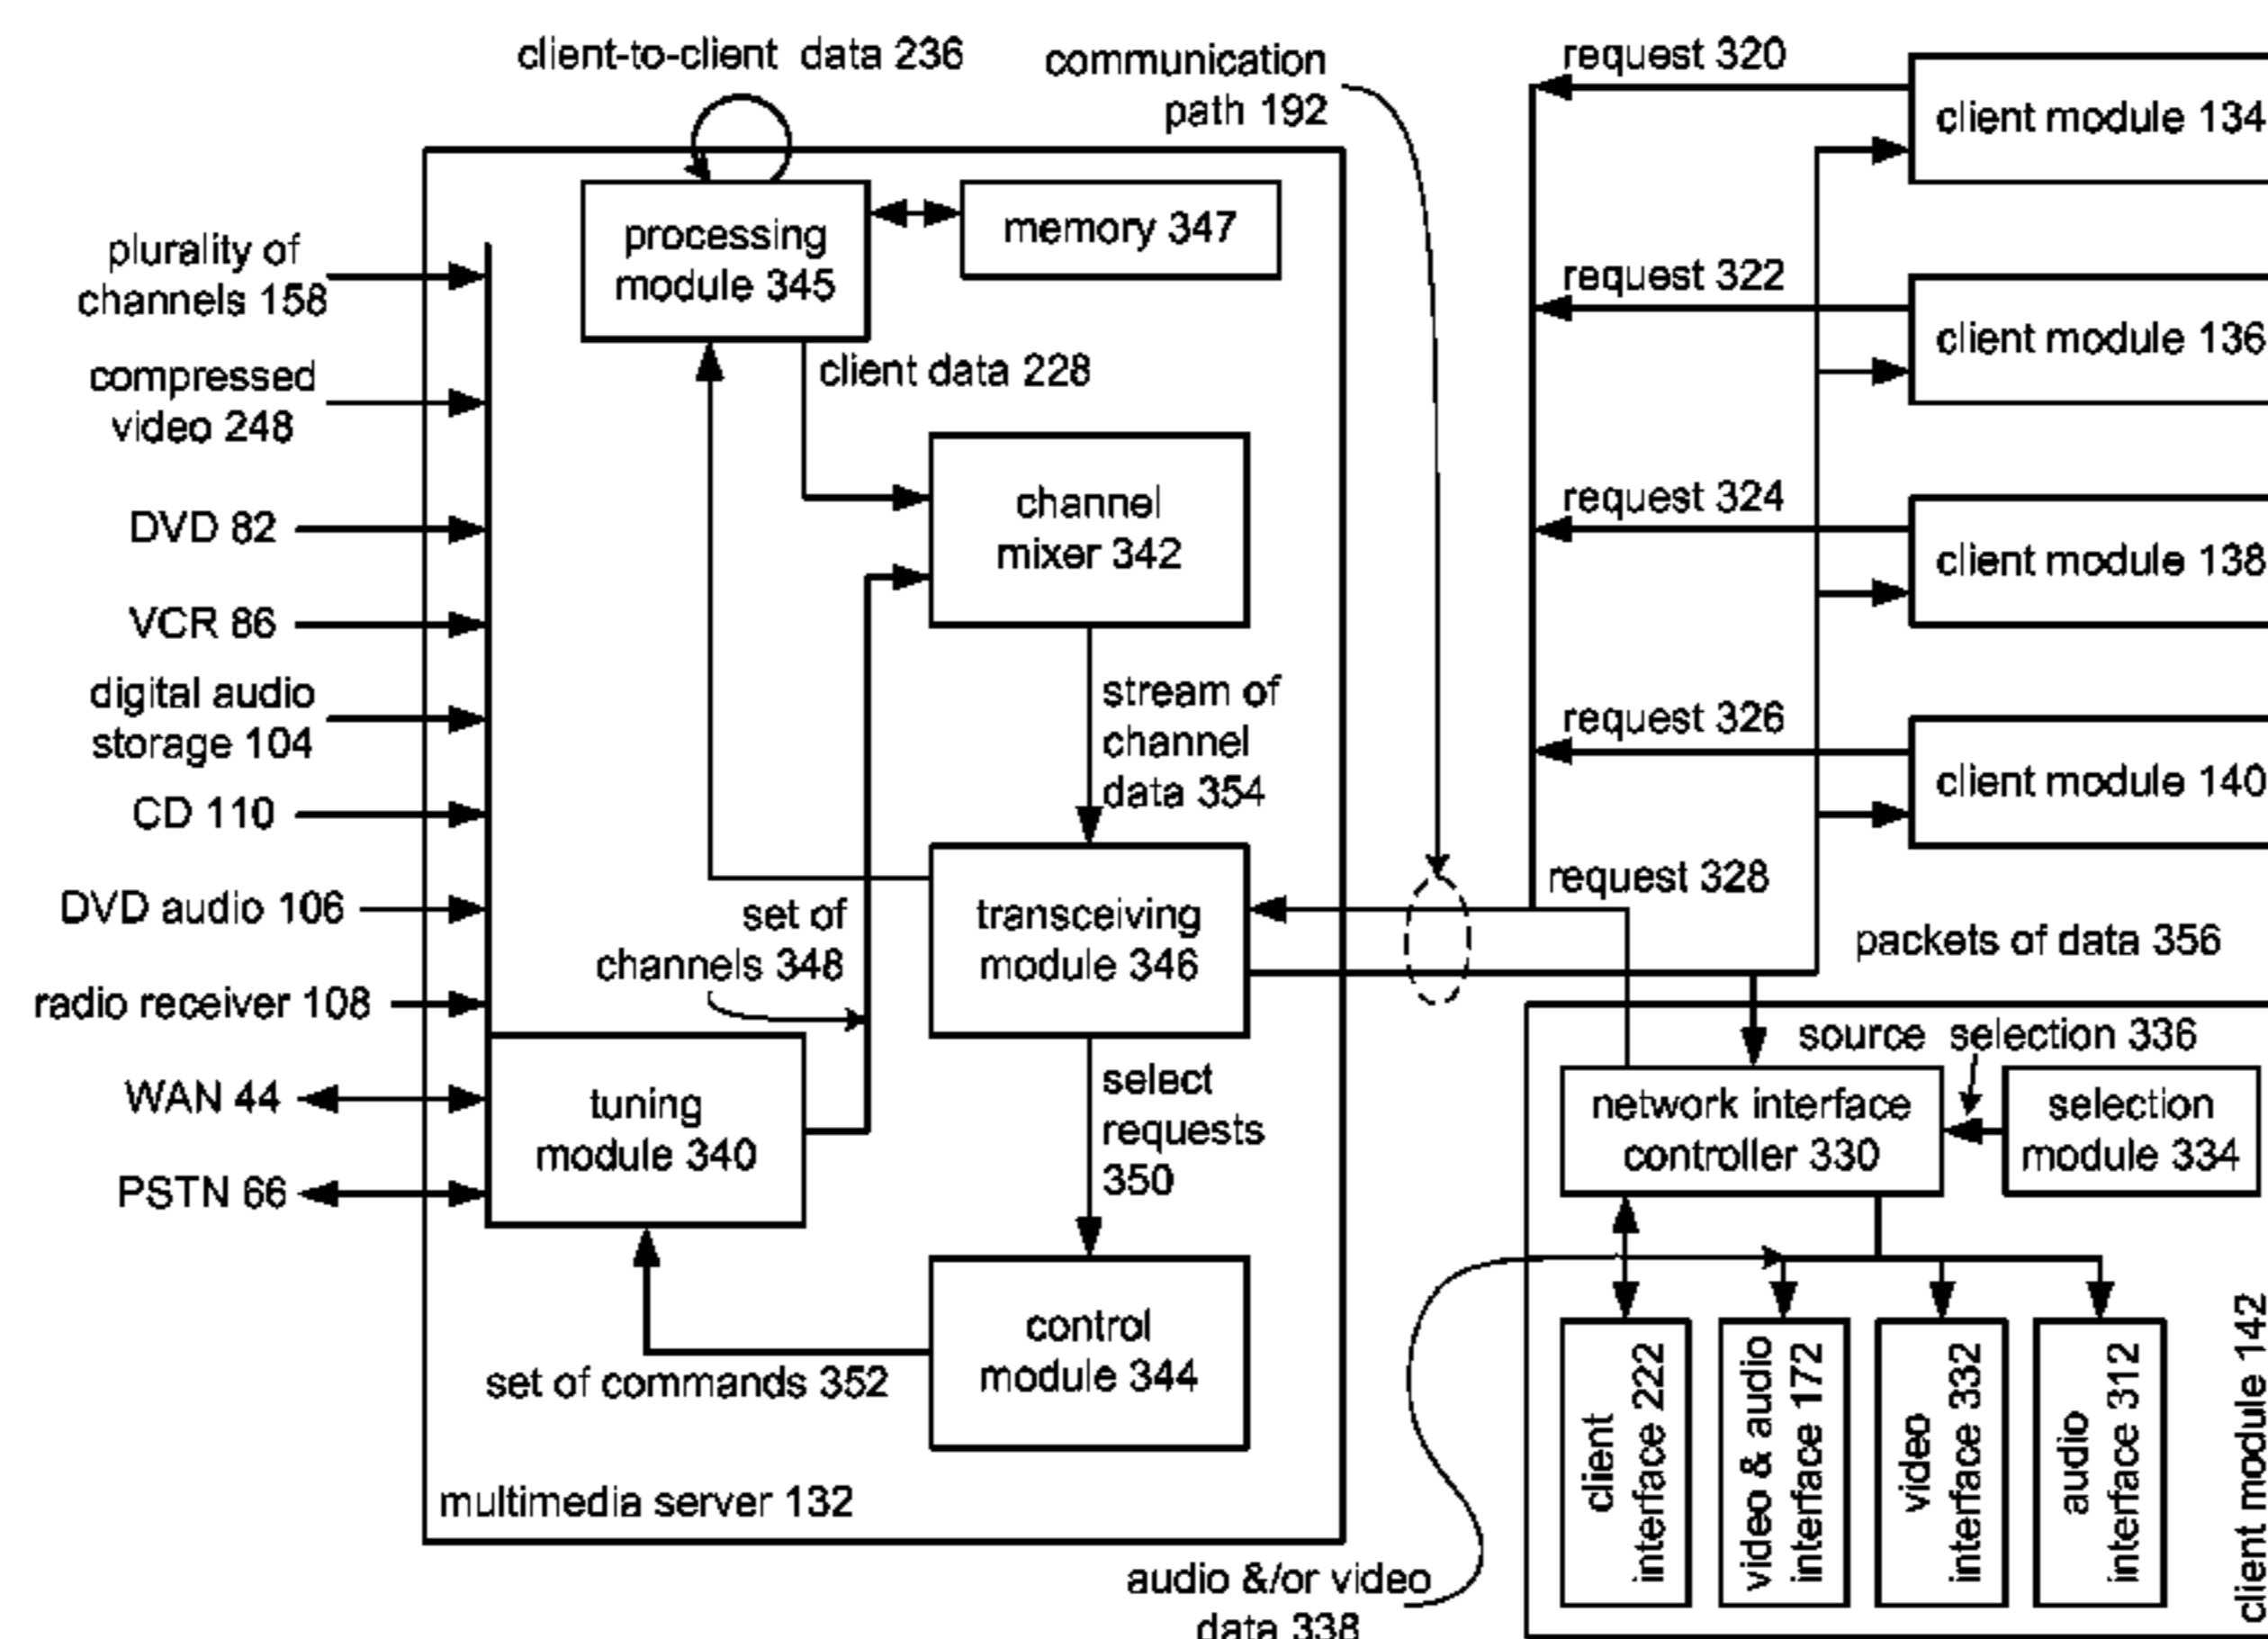 client-to-client data 236
communication
path 192
request 320
client module 134
processing
module 345
memory 347
plurality of
channels 158
request 322
client module 136
client data 228
compressed
video 248
channel
mixer 342
request 324
client module 138
DVD 82
VCR 86
stream of
channel
data 354
digital audio
storage 104
request 326
client module 140
CD 110
request 328
DVD audio 106
set of
channels 348
transceiving
module 346
packets of data 356
radio receiver 108
source selection 336
WAN 44
tuning
module 340
select
requests
350
network interface
controller 330
selection
module 334
PSTN 66
control
module 344
set of commands 352
client
interface 222
video & audio
interface 172
video
interface 332
audio
interface 312
client module 142
multimedia server 132
audio &/or video
data 338